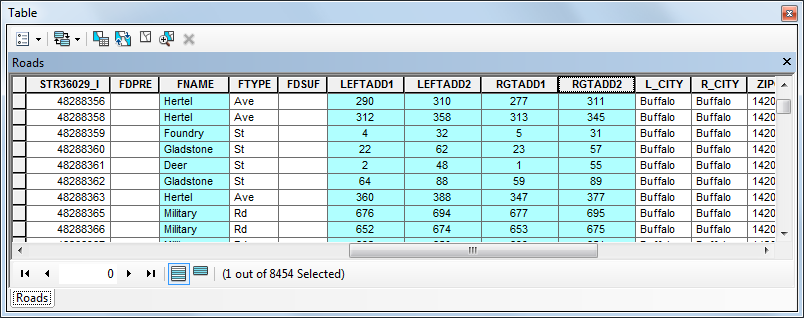 Table
Roads
STR36029_I FDPRE FNAME FTYPE FDSUF LEFTADD1 LEFTADD2 RGTADD1 RGTADD2 L_CITY R_CITY ZIP
48288356 Hertel Ave 290 310 277 311 Buffalo Buffalo 1420
48288358 Hertel Ave 312 358 313 345 Buffalo Buffalo 1420
48288359 Foundry St 4 32 5 31 Buffalo Buffalo 1420
48288360 Gladstone St 22 62 23 57 Buffalo Buffalo 1420
48288361 Deer St 2 48 1 55 Buffalo Buffalo 1420
48288362 Gladstone St 64 88 59 89 Buffalo Buffalo 1420
48288363 Hertel Ave 360 388 347 377 Buffalo Buffalo 1420
48288365 Military Rd 676 694 677 695 Buffalo Buffalo 1420
48288366 Military Rd 652 674 653 675 Buffalo Buffalo 1420
0 (1 out of 8454 Selected)
Roads